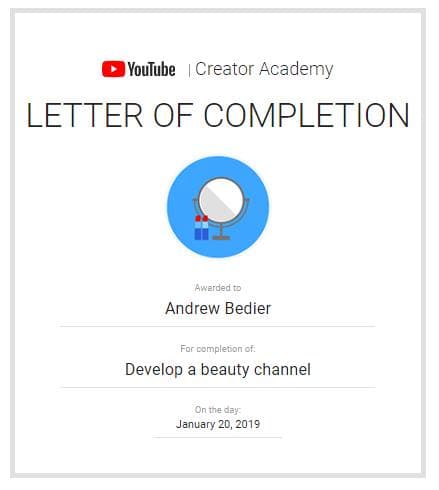 YouTube | Creator Academy
LETTER OF COMPLETION
Awarded to
Andrew Bedier
For completion of:
Develop a beauty channel
On the day:
January 20, 2019